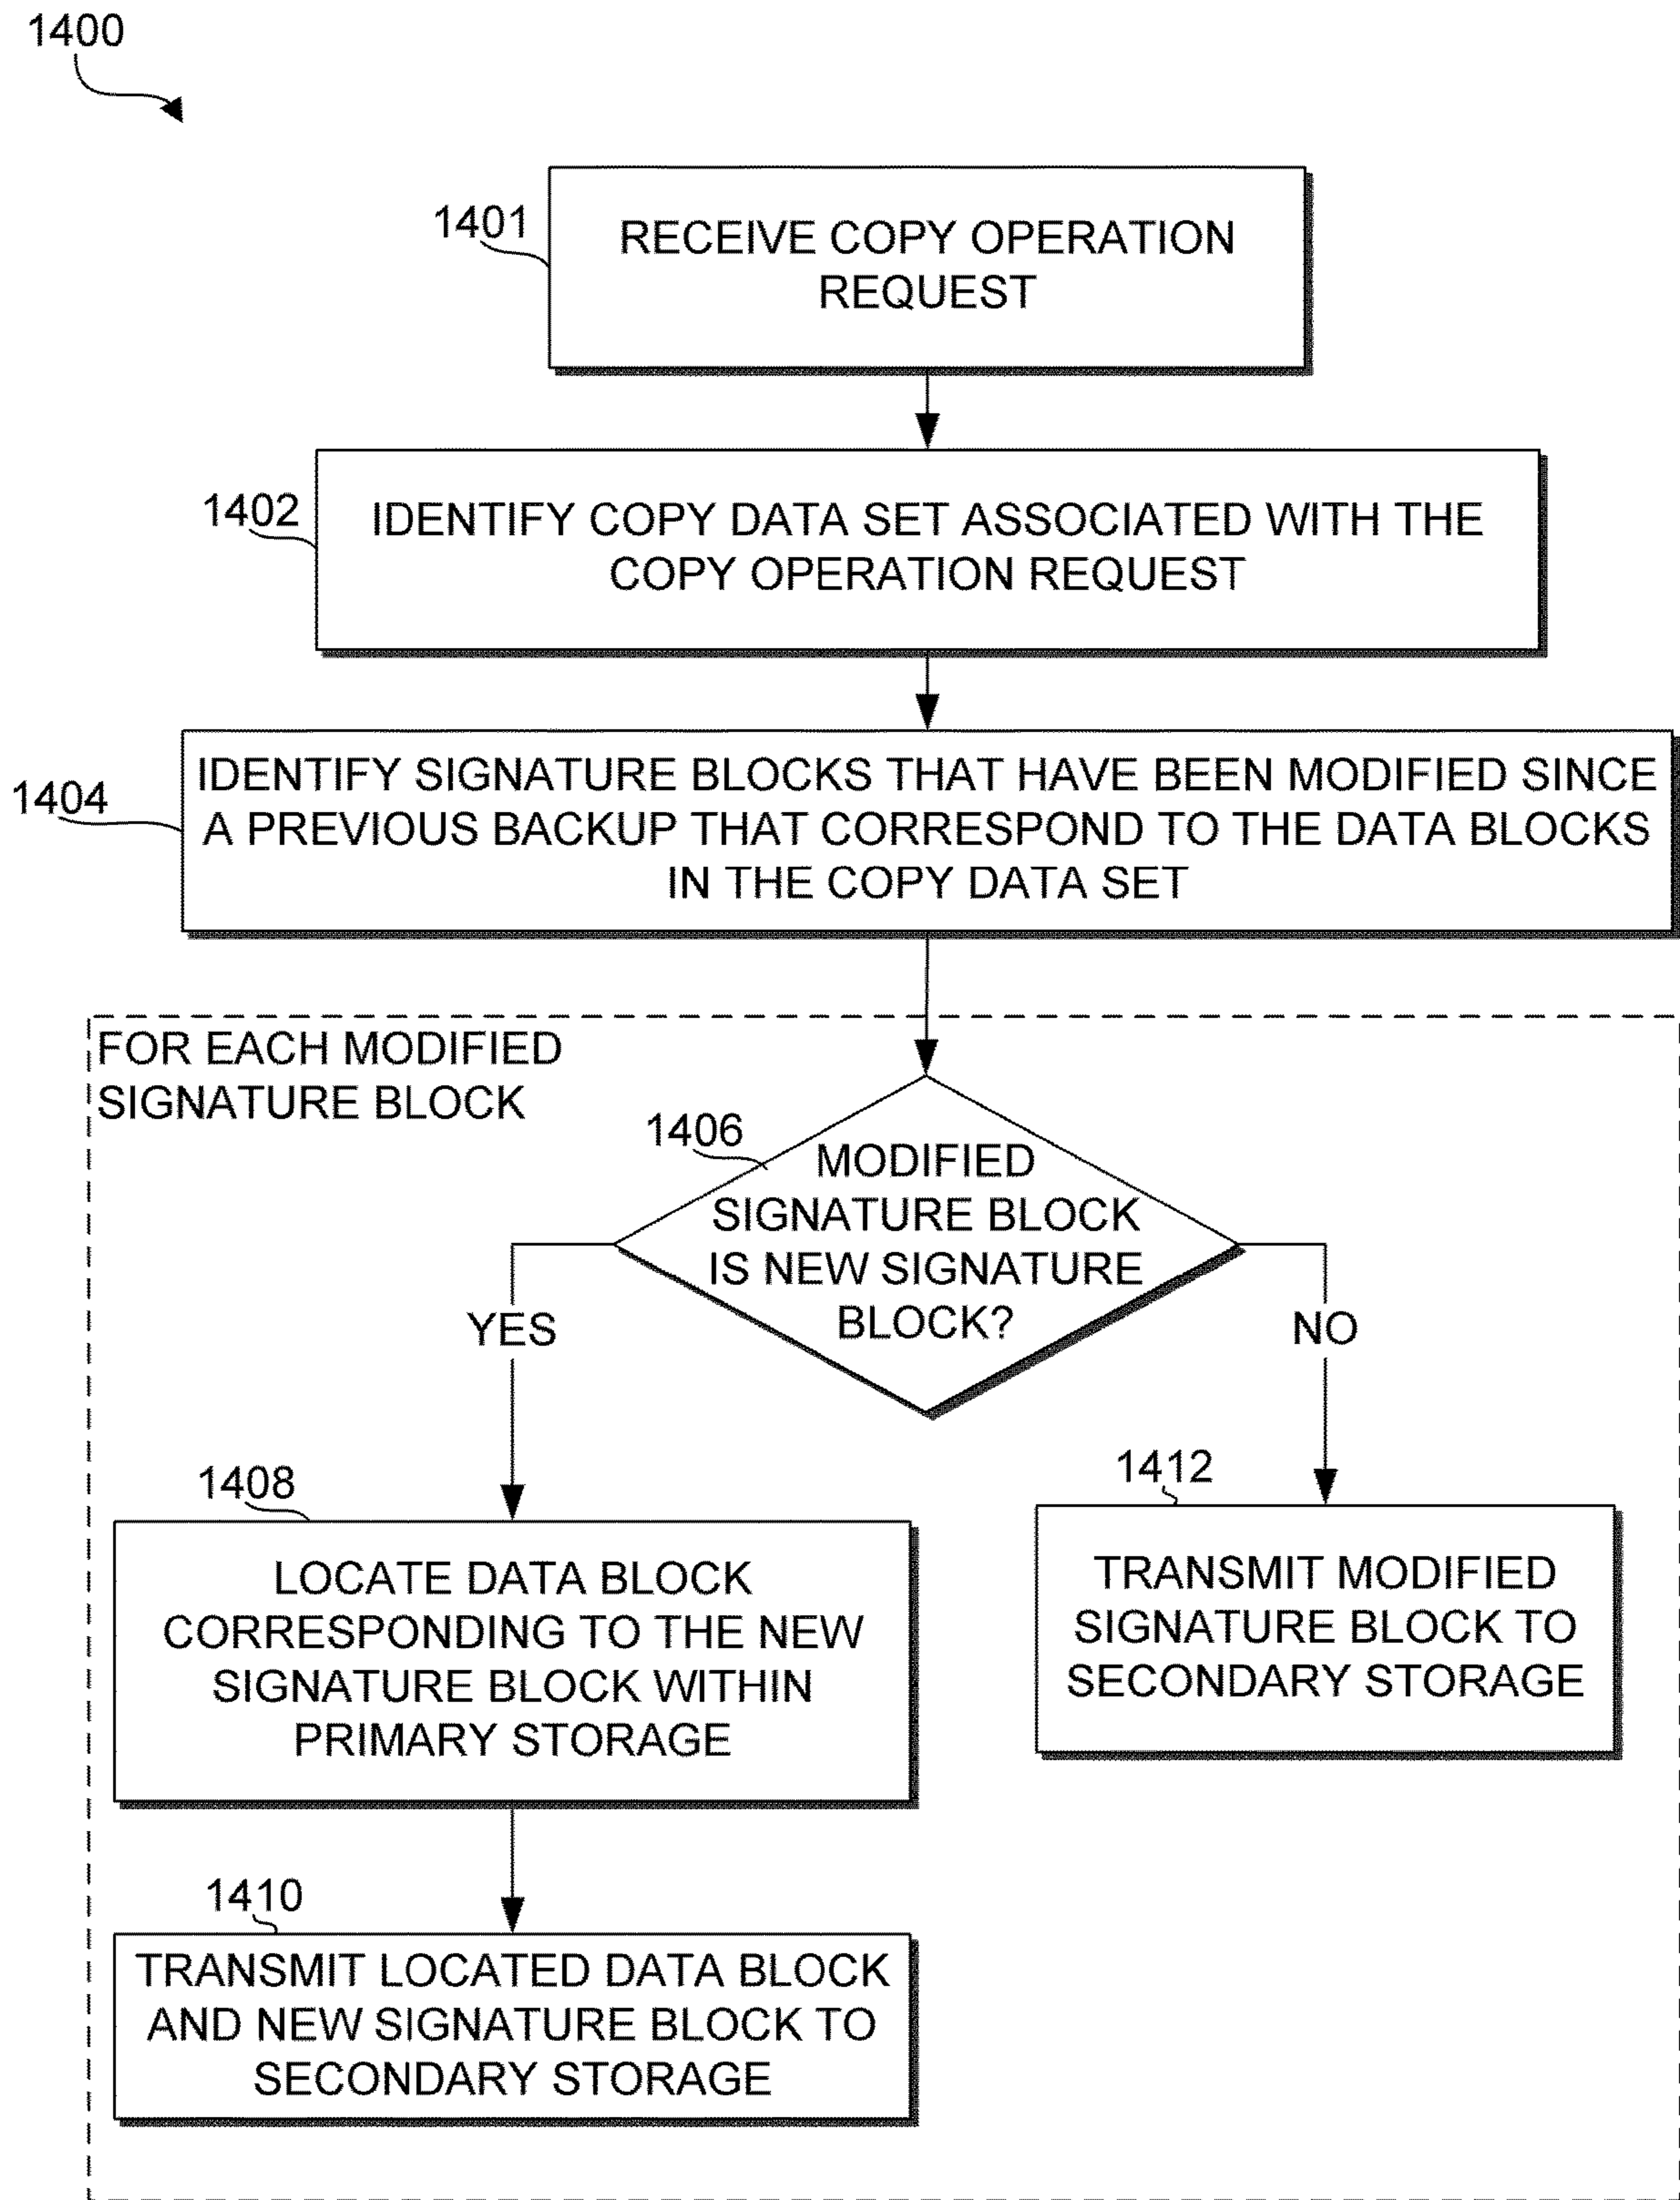 1400
1401
RECEIVE COPY OPERATION
REQUEST
1402
IDENTIFY COPY DATA SET ASSOCIATED WITH THE
COPY OPERATION REQUEST
1404
IDENTIFY SIGNATURE BLOCKS THAT HAVE BEEN MODIFIED SINCE
A PREVIOUS BACKUP THAT CORRESPOND TO THE DATA BLOCKS
IN THE COPY DATA SET
FOR EACH MODIFIED
SIGNATURE BLOCK
1406
MODIFIED
SIGNATURE BLOCK
IS NEW SIGNATURE
BLOCK?
YES
NO
1408
LOCATE DATA BLOCK
CORRESPONDING TO THE NEW
SIGNATURE BLOCK WITHIN
PRIMARY STORAGE
1412
TRANSMIT MODIFIED
SIGNATURE BLOCK TO
SECONDARY STORAGE
1410
TRANSMIT LOCATED DATA BLOCK
AND NEW SIGNATURE BLOCK TO
SECONDARY STORAGE